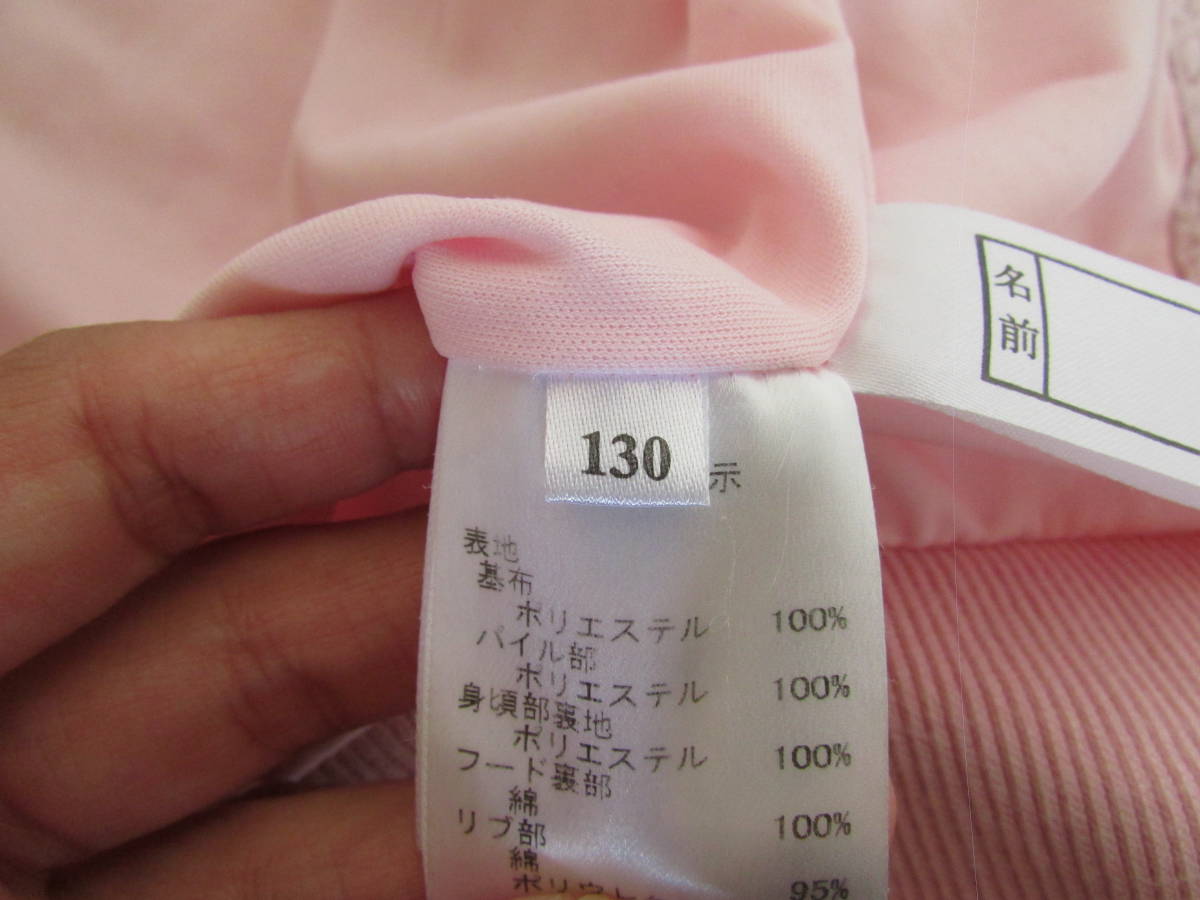 名前
130
示
表地
基布
ポリエステル 100%
パイル部
ポリエステル 100%
身頃部裏地
ポリエステル 100%
フード裏部
綿 100%
リブ部
綿 95%